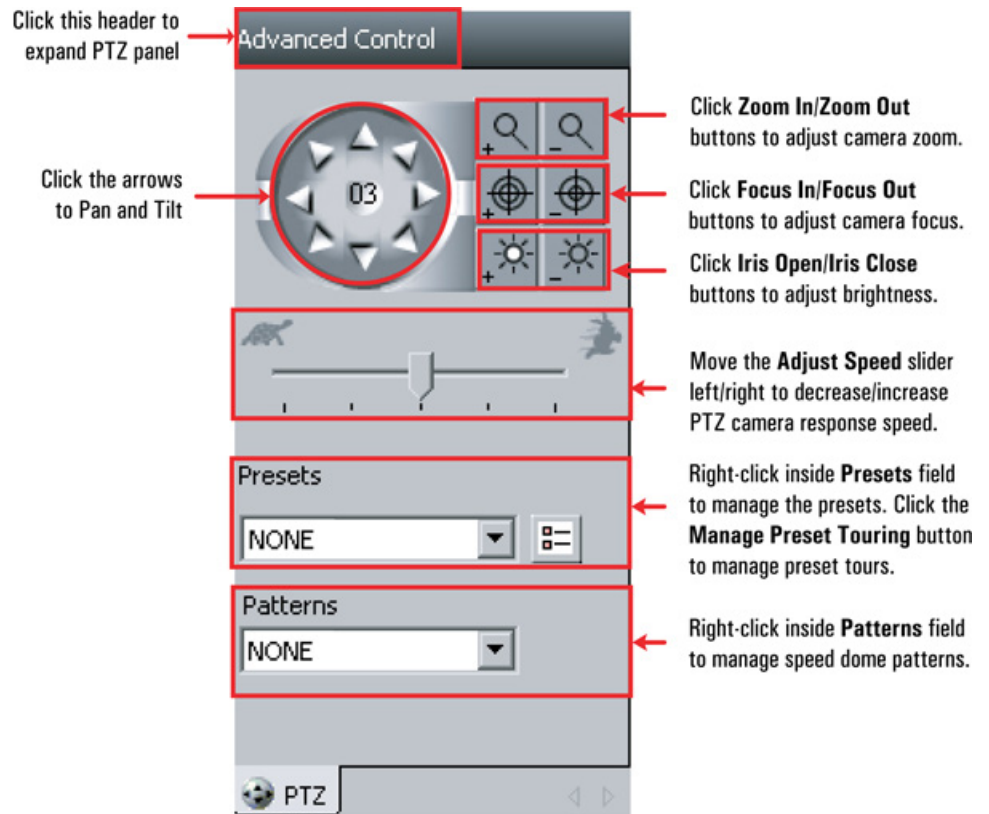 Click this header to
expand PTZ panel
Advanced Control
Click Zoom In/Zoom Out
buttons to adjust camera zoom.
Click the arrows
to Pan and Tilt
03
+
-
Click Focus In/Focus Out
buttons to adjust camera focus.
+
-
Click Iris Open/Iris Close
buttons to adjust brightness.
+
-
Move the Adjust Speed slider
left/right to decrease/increase
PTZ camera response speed.
Presets
NONE
Right-click inside Presets field
to manage the presets. Click the
Manage Preset Touring button
to manage preset tours.
Patterns
NONE
Right-click inside Patterns field
to manage speed dome patterns.
PTZ